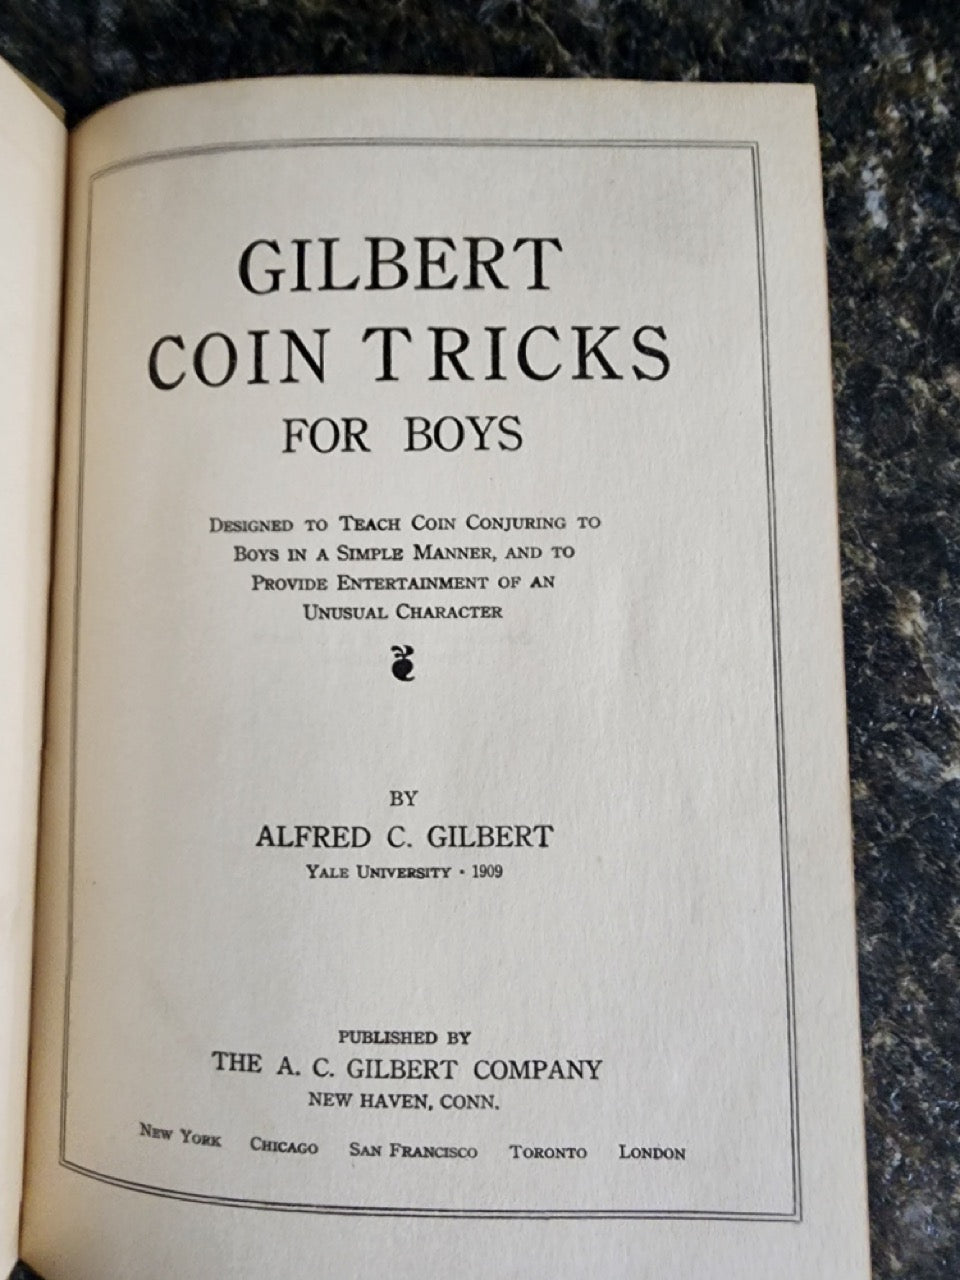 GILBERT
COIN TRICKS
FOR BOYS
DESIGNED TO TEACH COIN CONJURING TO
BOYS IN A SIMPLE MANNER, AND TO
PROVIDE ENTERTAINMENT OF AN
UNUSUAL CHARACTER
BY
ALFRED C. GILBERT
YALE UNIVERSITY · 1909
PUBLISHED BY
THE A. C. GILBERT COMPANY
NEW HAVEN, CONN.
NEW YORK CHICAGO SAN FRANCISCO TORONTO LONDON